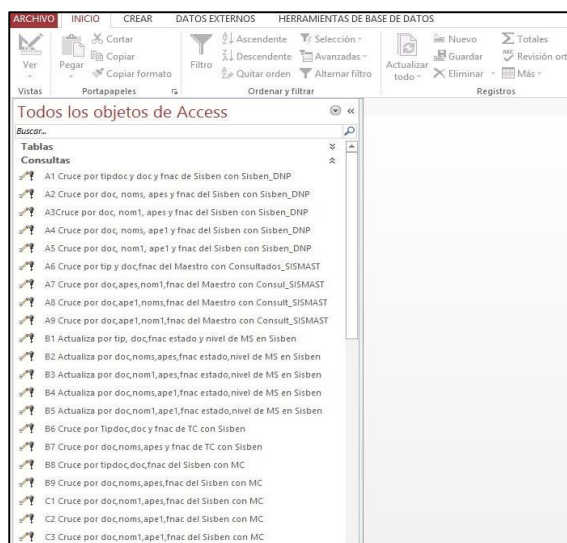 ARCHIVO INICIO CREAR DATOS EXTERNOS HERRAMIENTAS DE BASE DE DATOS
Ver
Pegar
Cortar
Copiar
Copiar formato
Filtro
Ascendente
Descendente
Quitar orden
Selección
Avanzadas
Alternar filtro
Actualizar
todo
Nuevo
Guardar
Eliminar
Totales
Revisión ort
Más
Vistas Portapapeles Ordenar y filtrar Registros
Todos los objetos de Access
Buscar...
Tablas
Consultas
A1 Cruce por tipdoc y doc y fnac de Sisben con Sisben_DNP
A2 Cruce por doc, noms, apes y fnac del Sisben con Sisben_DNP
A3Cruce por doc, nom1, apes y fnac del Sisben con Sisben_DNP
A4 Cruce por doc, noms, ape1 y fnac del Sisben con Sisben_DNP
A5 Cruce por doc, nom1, ape1 y fnac del Sisben con Sisben_DNP
A6 Cruce por tip y doc,fnac del Maestro con Consultados_SISMAST
A7 Cruce por doc,apes,nom1,fnac del Maestro con Consul_SISMAST
A8 Cruce por doc,ape1,noms,fnac del Maestro con Consult_SISMAST
A9 Cruce por doc,ape1,nom1,fnac del Maestro con Consult_SISMAST
B1 Actualiza por tip, doc,fnac estado y nivel de MS en Sisben
B2 Actualiza por doc,noms,apes,fnac estado,nivel de MS en Sisben
B3 Actualiza por doc,nom1,apes,fnac estado,nivel de MS en Sisben
B4 Actualiza por doc,noms,ape1,fnac estado,nivel de MS en Sisben
B5 Actualiza por doc,nom1,ape1,fnac estado,nivel de MS en Sisben
B6 Cruce por Tipdoc,doc y fnac de TC con Sisben
B7 Cruce por doc,noms,apes y fnac de TC con Sisben
B8 Cruce por tipdoc,doc,fnac del Sisben con MC
B9 Cruce por doc,noms,apes,fnac del Sisben con MC
C1 Cruce por doc,nom1,apes,fnac del Sisben con MC
C2 Cruce por doc,noms,ape1,fnac del Sisben con MC
C3 Cruce por doc,nom1,ape1,fnac del Sisben con MC